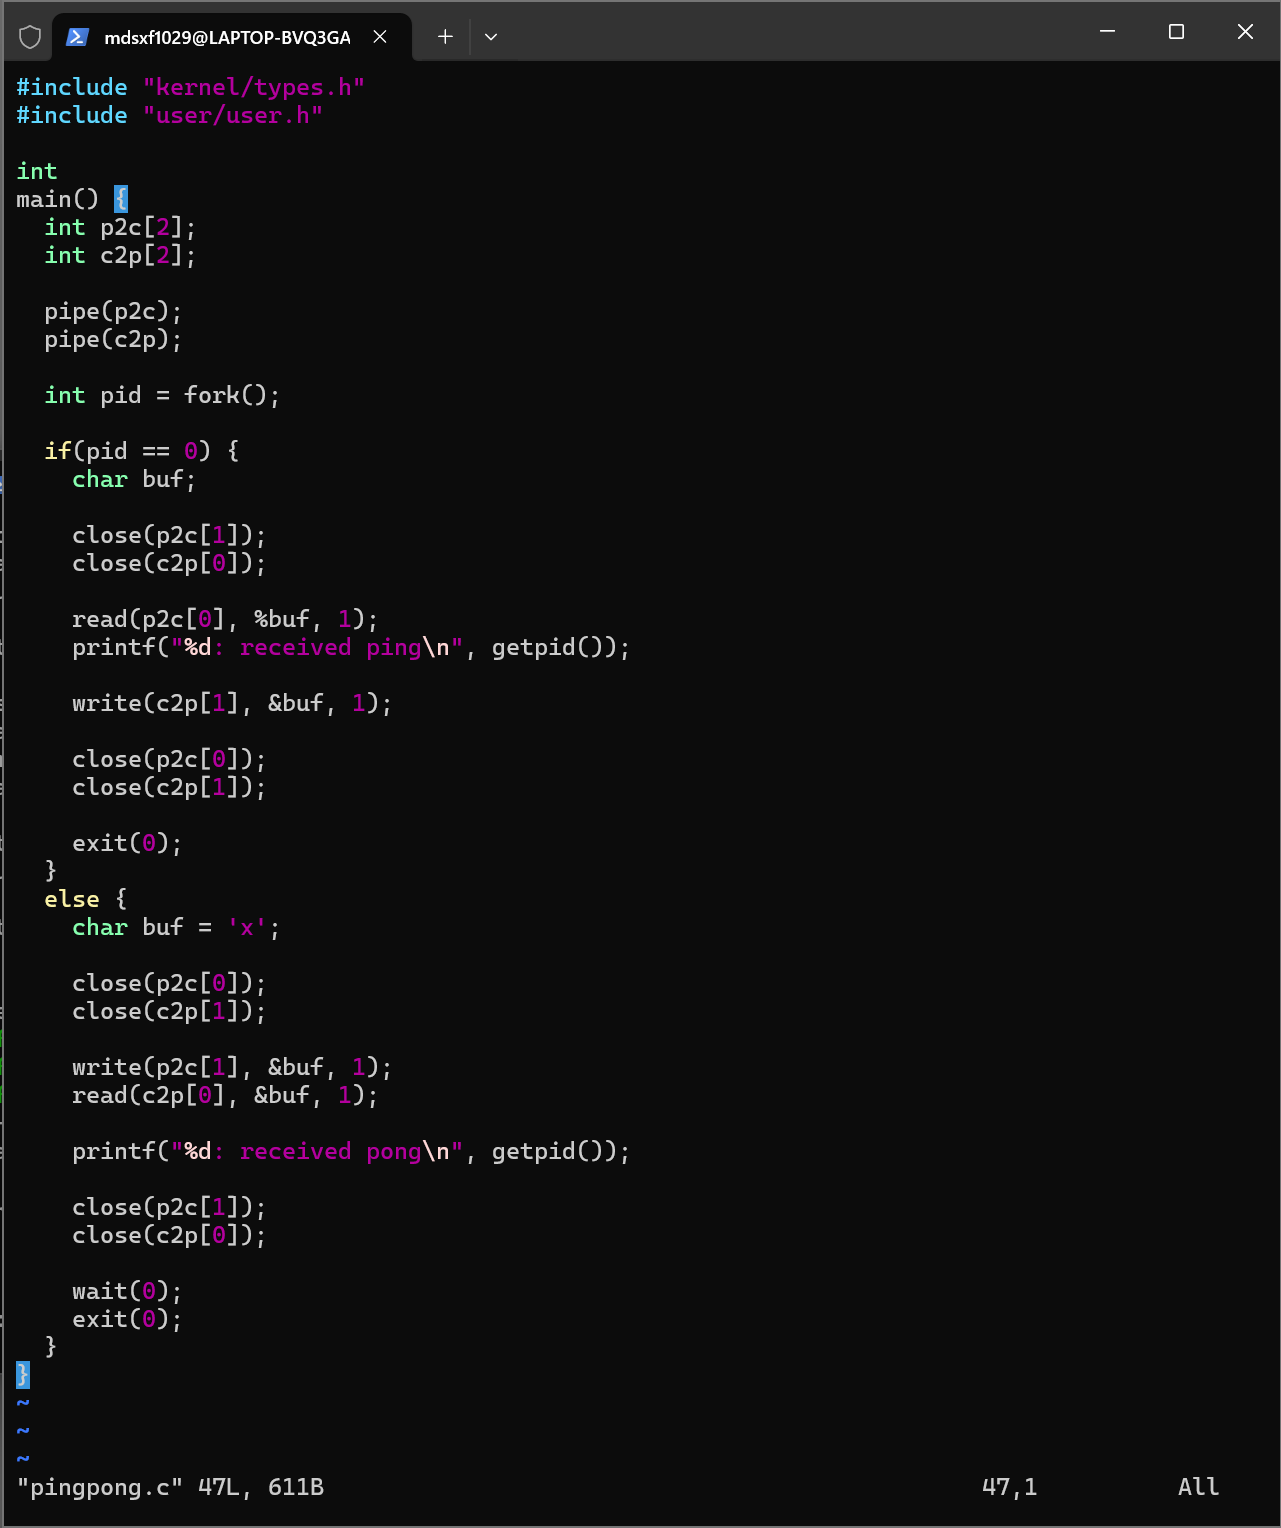 mdsxf1029@LAPTOP-BVQ3GA
#include "kernel/types.h"
#include "user/user.h"
int
main() {
  int p2c[2];
  int c2p[2];
  pipe(p2c);
  pipe(c2p);
  int pid = fork();
  if(pid == 0) {
    char buf;
    close(p2c[1]);
    close(c2p[0]);
    read(p2c[0], %buf, 1);
    printf("%d: received ping\n", getpid());
    write(c2p[1], &buf, 1);
    close(p2c[0]);
    close(c2p[1]);
    exit(0);
  }
  else {
    char buf = 'x';
    close(p2c[0]);
    close(c2p[1]);
    write(p2c[1], &buf, 1);
    read(c2p[0], &buf, 1);
    printf("%d: received pong\n", getpid());
    close(p2c[1]);
    close(c2p[0]);
    wait(0);
    exit(0);
  }
}
~
~
~
"pingpong.c" 47L, 611B 47,1 All